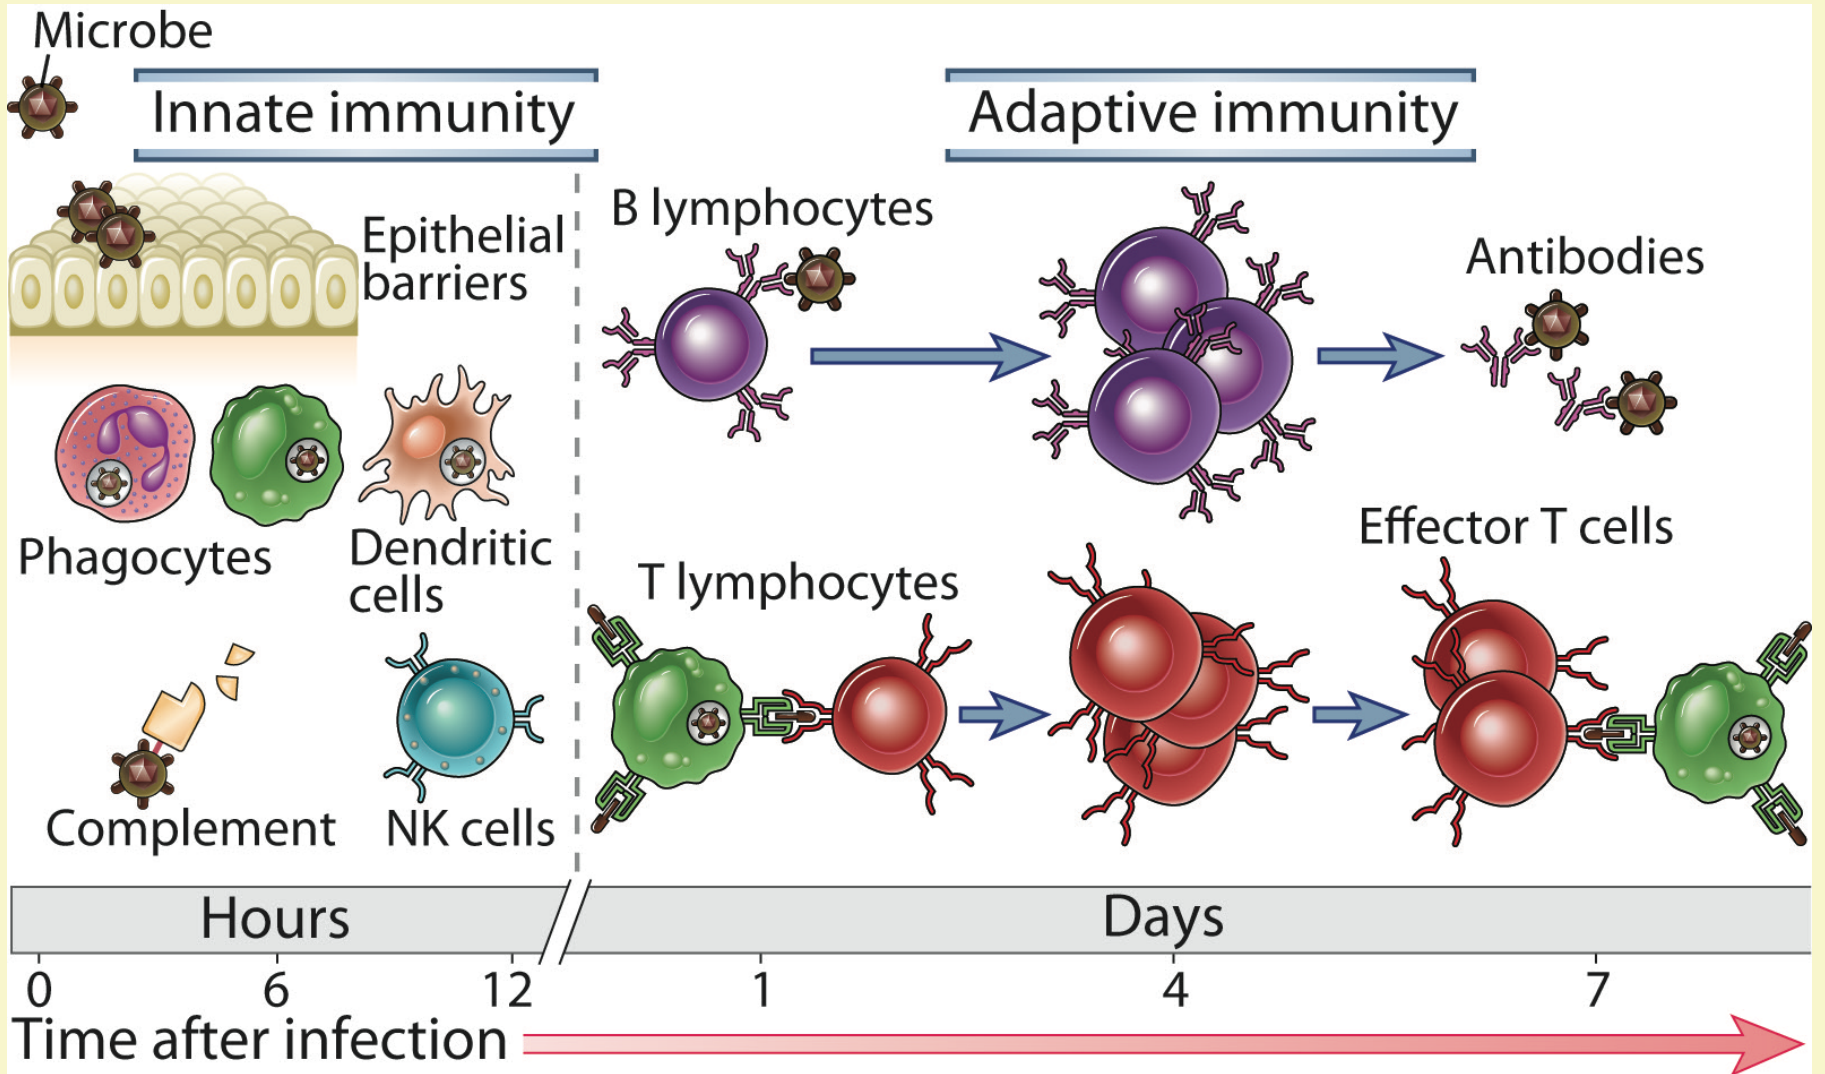 Microbe
Innate immunity
Adaptive immunity
Epithelial
barriers
B lymphocytes
Antibodies
Phagocytes
Dendritic
cells
T lymphocytes
Effector T cells
Complement
NK cells
Hours
Days
0
6
12
1
4
7
Time after infection